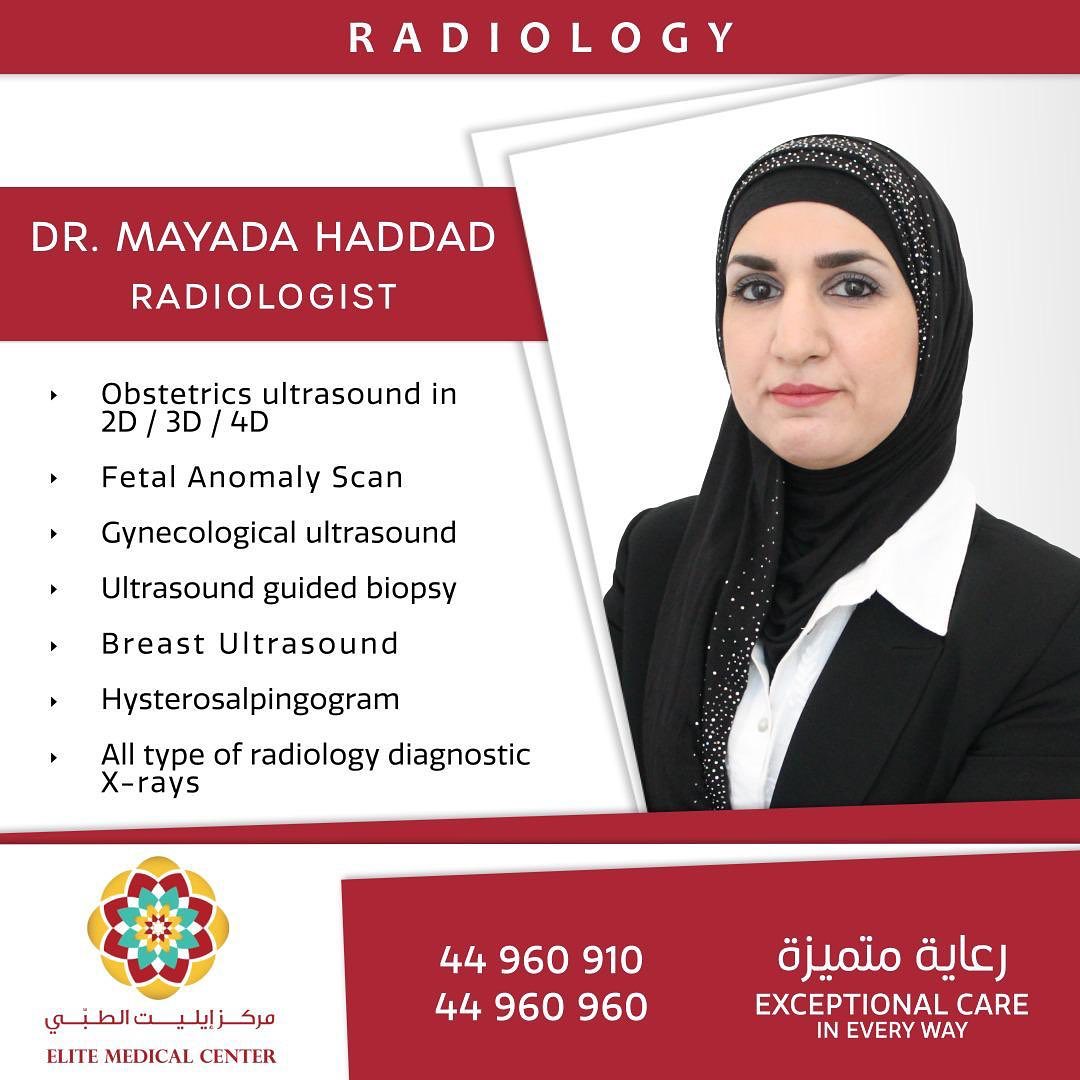 RADIOLOGY
DR. MAYADA HADDAD
RADIOLOGIST
Obstetrics ultrasound in
2D / 3D / 4D
Fetal Anomaly Scan
Gynecological ultrasound
Ultrasound guided biopsy
Breast Ultrasound
Hysterosalpingogram
All type of radiology diagnostic
X-rays
مركز إيليت الطبّي
ELITE MEDICAL CENTER
44 960 910
44 960 960
رعاية متميزة
EXCEPTIONAL CARE
IN EVERY WAY